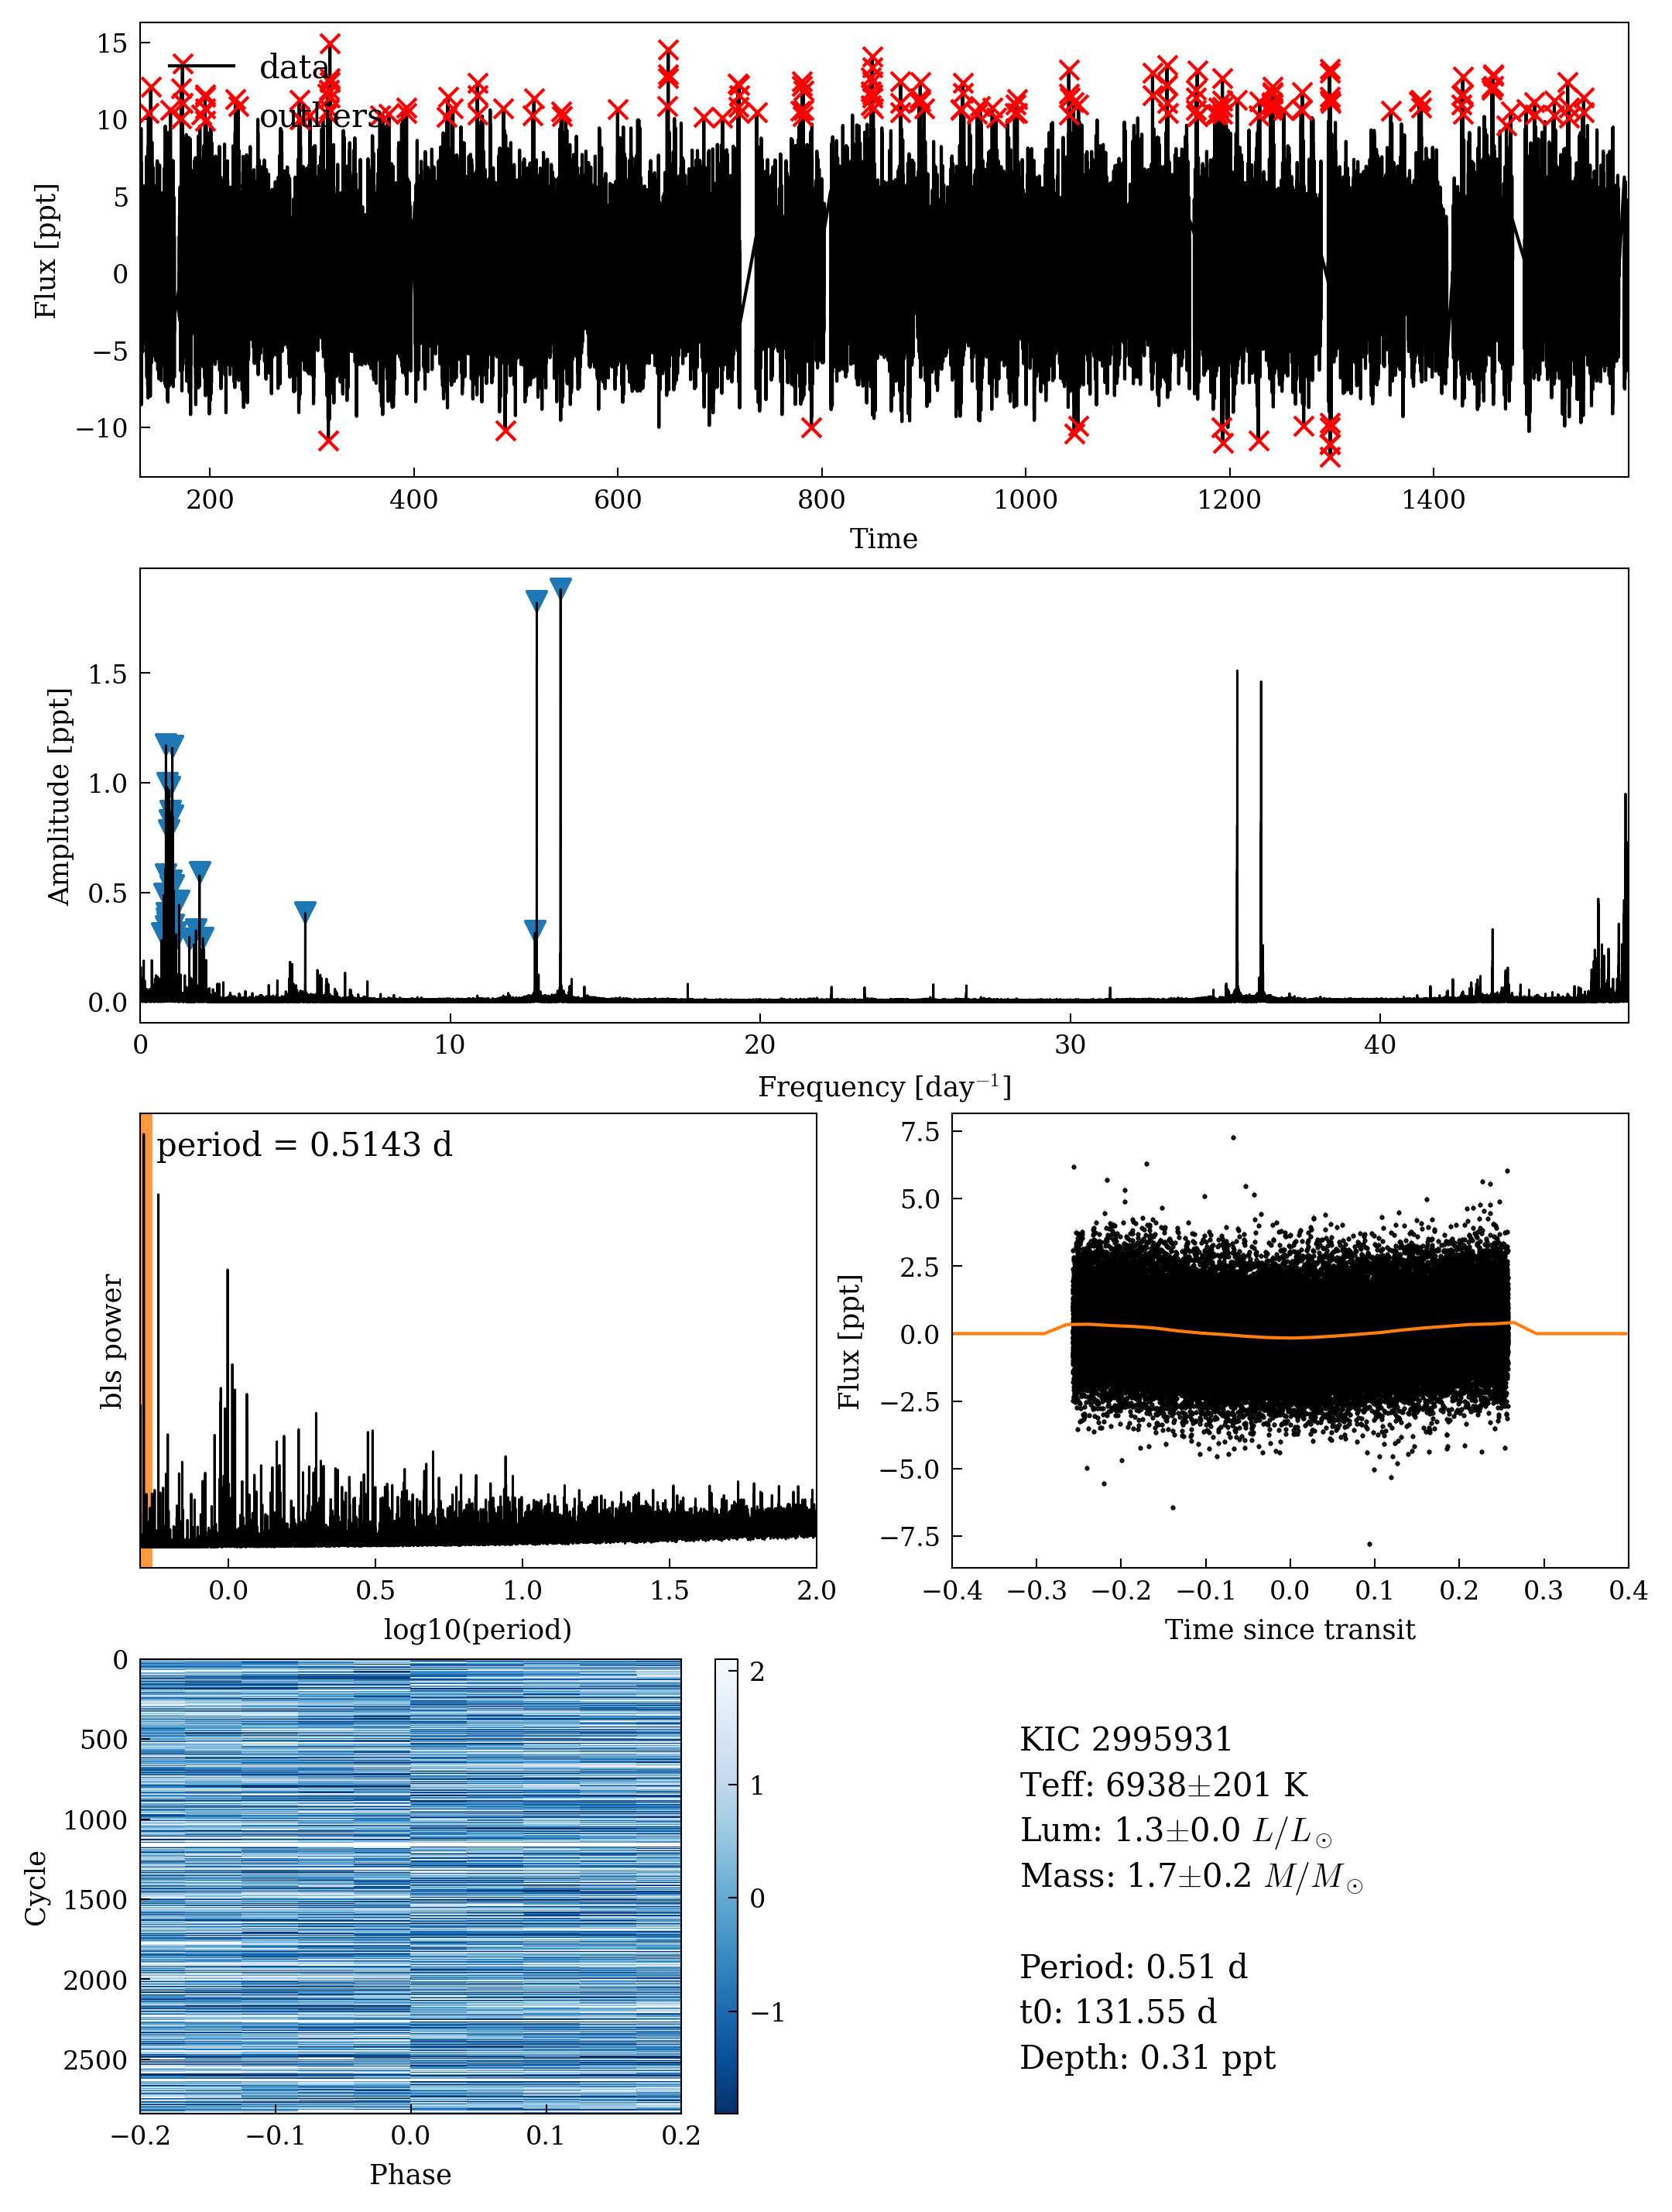 15
10
5
0
−5
−10
Flux [ppt]
data
outliers
200 400 600 800 1000 1200 1400
Time
1.5
1.0
0.5
0.0
Amplitude [ppt]
0 10 20 30 40
Frequency [day⁻¹]
bls power
period = 0.5143 d
0.0 0.5 1.0 1.5 2.0
log10(period)
7.5
5.0
2.5
0.0
−2.5
−5.0
−7.5
Flux [ppt]
−0.4 −0.3 −0.2 −0.1 0.0 0.1 0.2 0.3 0.4
Time since transit
0
500
1000
1500
2000
2500
Cycle
−0.2 −0.1 0.0 0.1 0.2
Phase
2
1
0
−1
KIC 2995931
Teff: 6938±201 K
Lum: 1.3±0.0 L/L⊙
Mass: 1.7±0.2 M/M⊙
Period: 0.51 d
t0: 131.55 d
Depth: 0.31 ppt